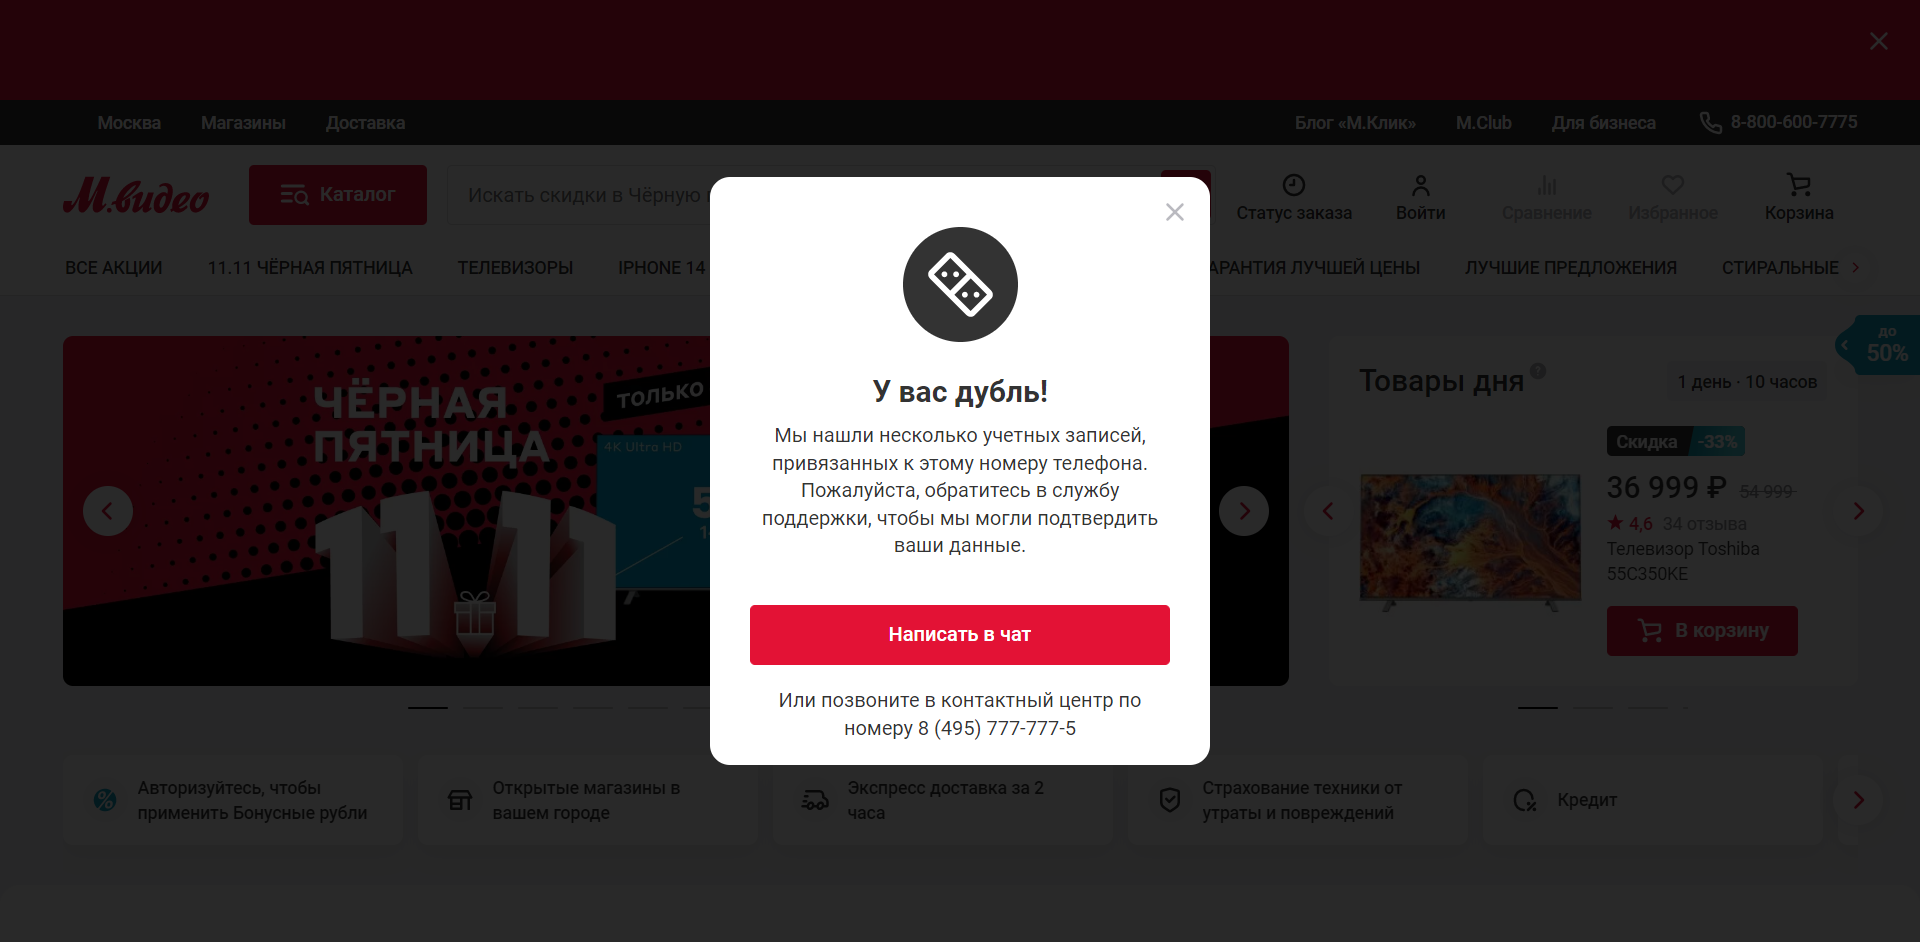 Москва Магазины Доставка Блог «М.Клик» M.Club Для бизнеса 8-800-600-7775
М.видео Каталог Искать скидки в Чёрную Статус заказа Войти Сравнение Избранное Корзина
ВСЕ АКЦИИ 11.11 ЧЁРНАЯ ПЯТНИЦА ТЕЛЕВИЗОРЫ IPHONE 14 АРАНТИЯ ЛУЧШЕЙ ЦЕНЫ ЛУЧШИЕ ПРЕДЛОЖЕНИЯ СТИРАЛЬНЫЕ
ЧЁРНАЯ
ПЯТНИЦА
ТОЛЬКО
4K Ultra HD
5
11.11
У вас дубль!
Мы нашли несколько учетных записей,
привязанных к этому номеру телефона.
Пожалуйста, обратитесь в службу
поддержки, чтобы мы могли подтвердить
ваши данные.
Написать в чат
Или позвоните в контактный центр по
номеру 8 (495) 777-777-5
до
50%
Товары дня ? 1 день · 10 часов
Скидка -33%
36 999 ₽ 54 999
4,6 34 отзыва
Телевизор Toshiba
55C350KE
В корзину
Авторизуйтесь, чтобы
применить Бонусные рубли
Открытые магазины в
вашем городе
Экспресс доставка за 2
часа
Страхование техники от
утраты и повреждений
Кредит